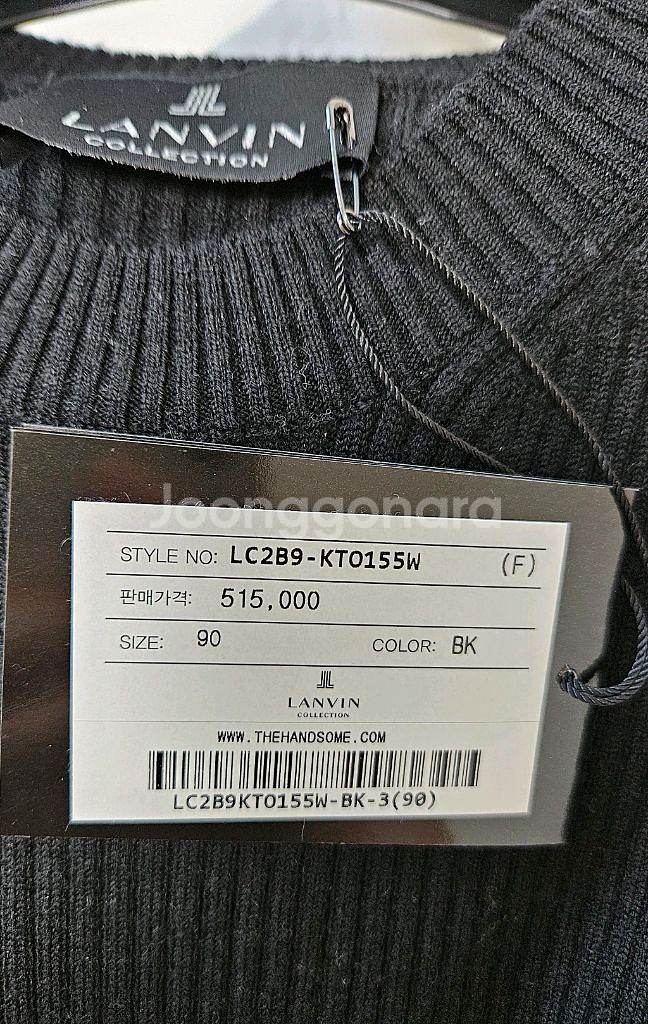 LANVIN
COLLECTION
Joonggonara
STYLE NO: LC2B9-KTO155W (F)
판매가격: 515,000
SIZE: 90 COLOR: BK
LANVIN
COLLECTION
WWW.THEHANDSOME.COM
LC2B9KTO155W-BK-3(90)